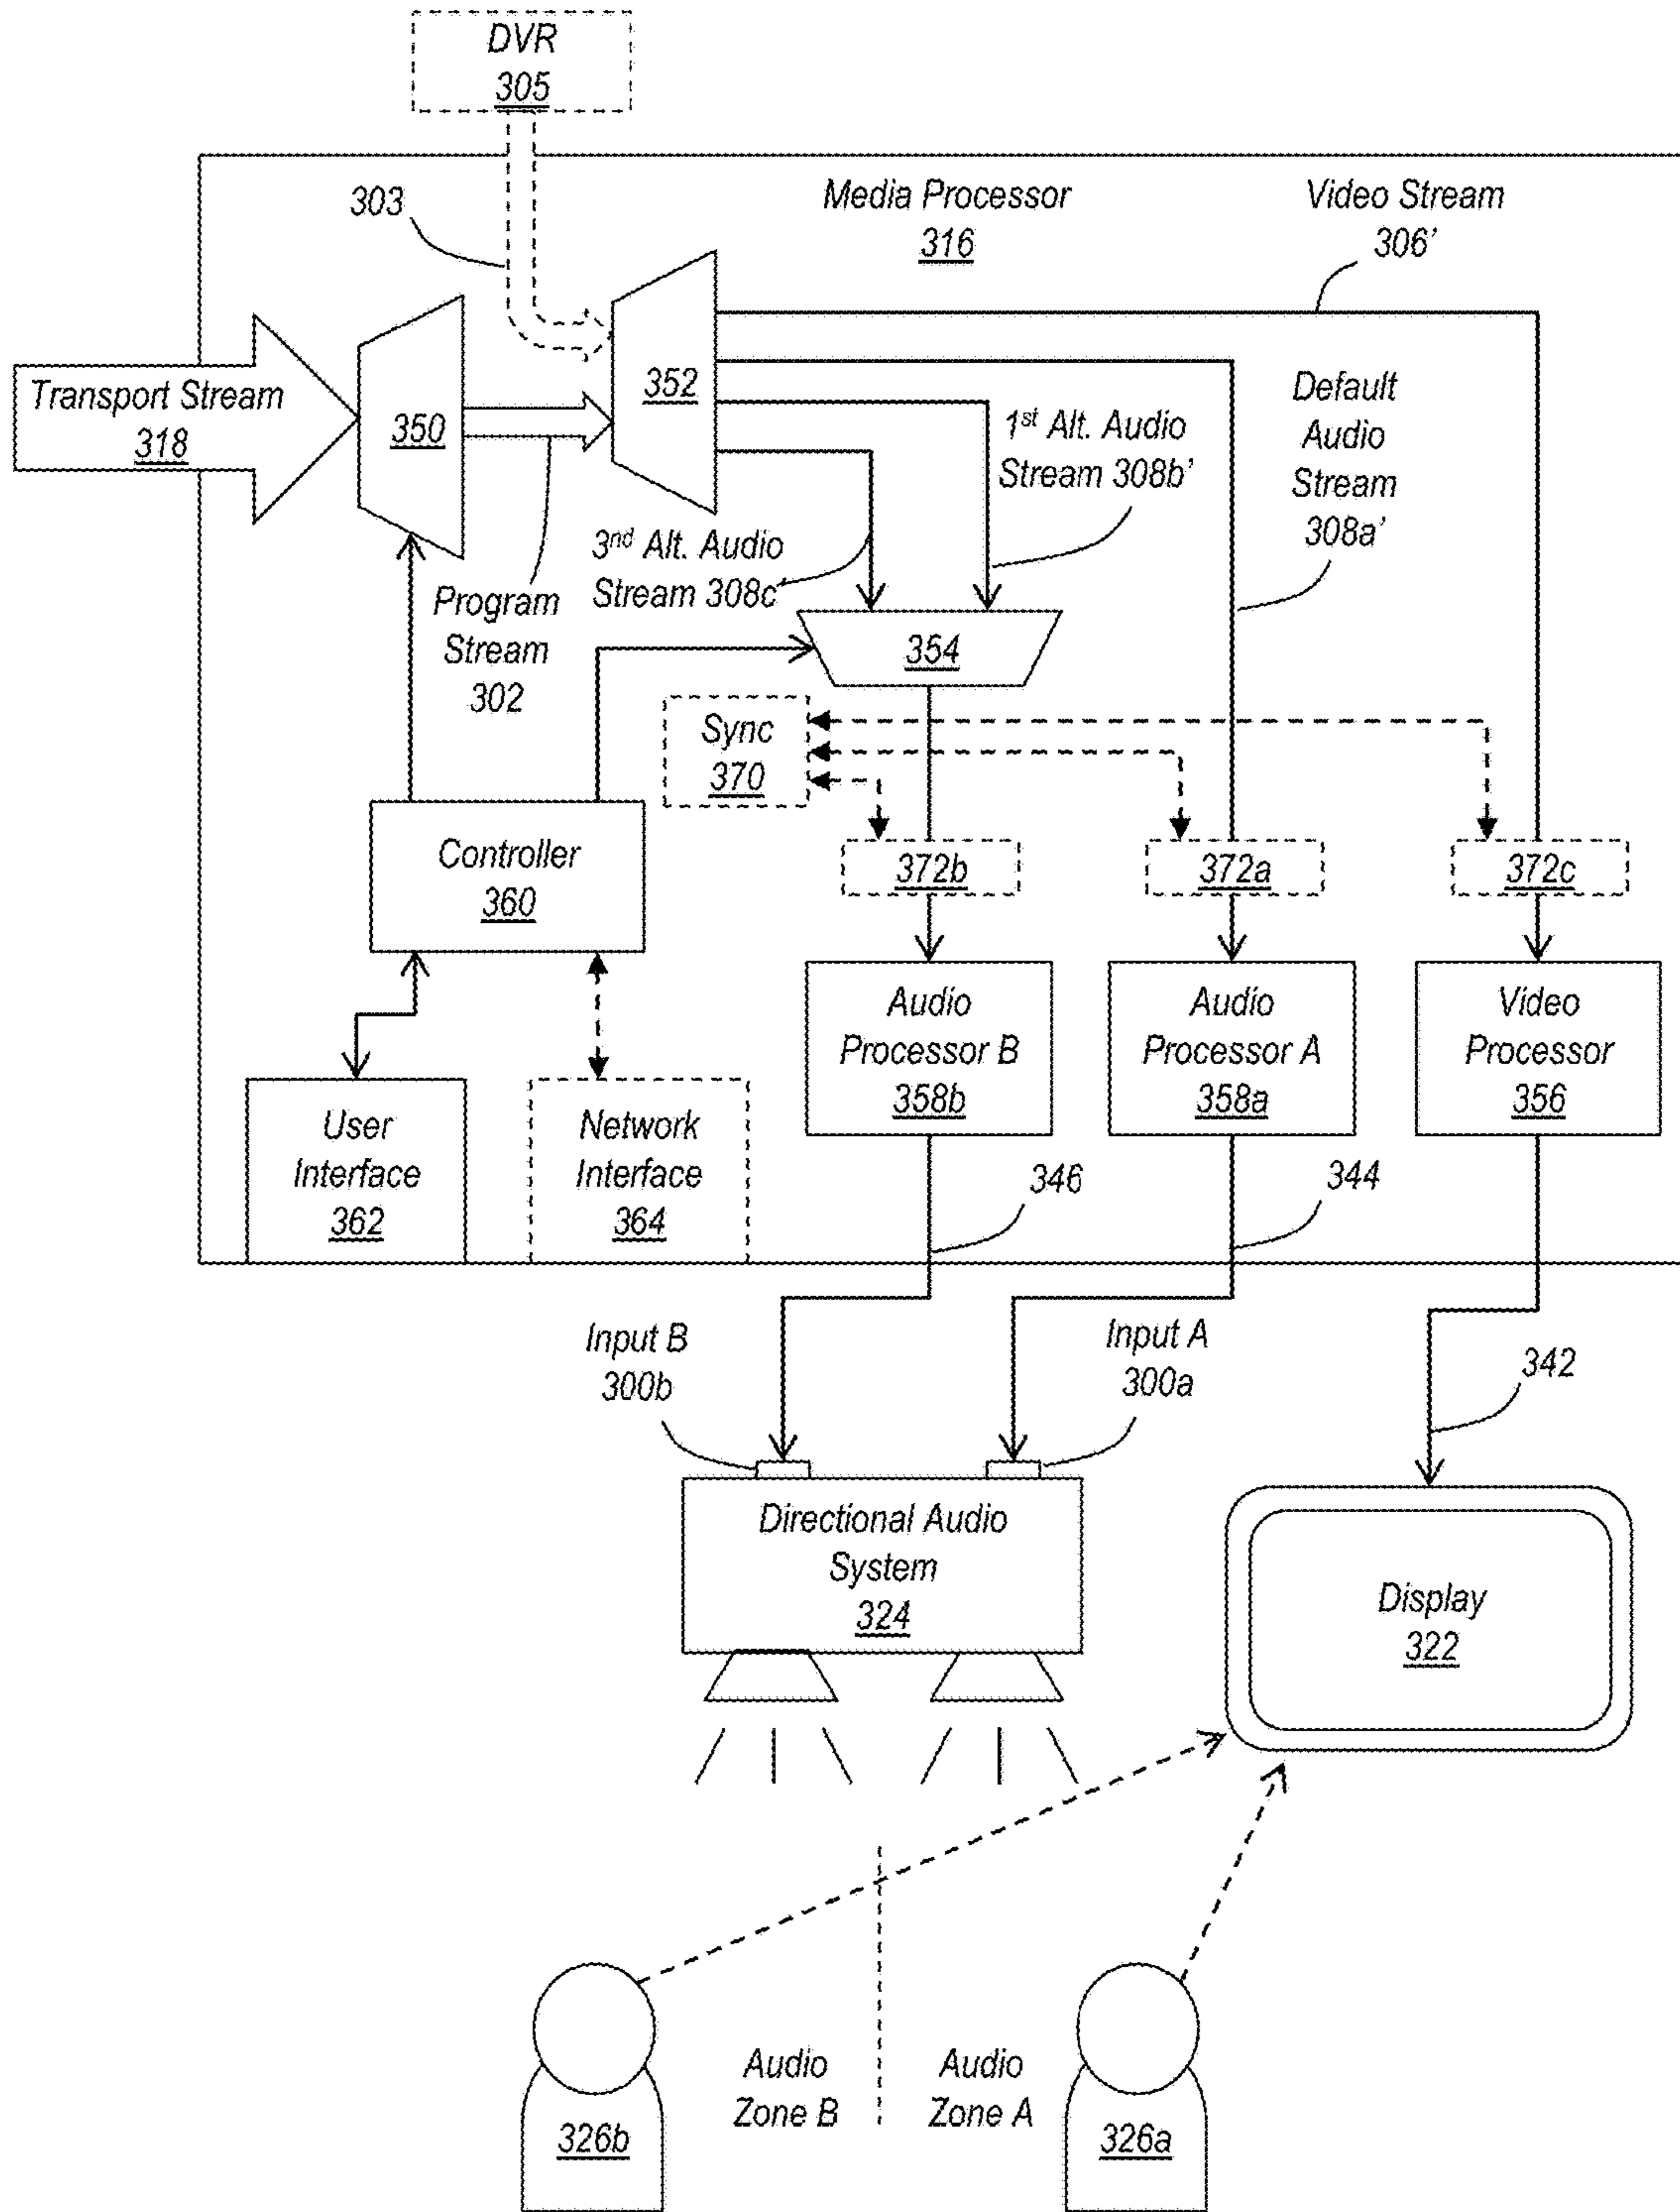 DVR
305
303
Media Processor
316
Video Stream
306’
Transport Stream
318
350
352
1st Alt. Audio
Stream 308b’
Default
Audio
Stream
308a’
3nd Alt. Audio
Stream 308c
Program
Stream
302
354
Sync
370
Controller
360
372b
372a
372c
Audio
Processor B
358b
Audio
Processor A
358a
Video
Processor
356
User
Interface
362
Network
Interface
364
346
344
Input B
300b
Input A
300a
342
Directional Audio
System
324
Display
322
Audio
Zone B
Audio
Zone A
326b
326a